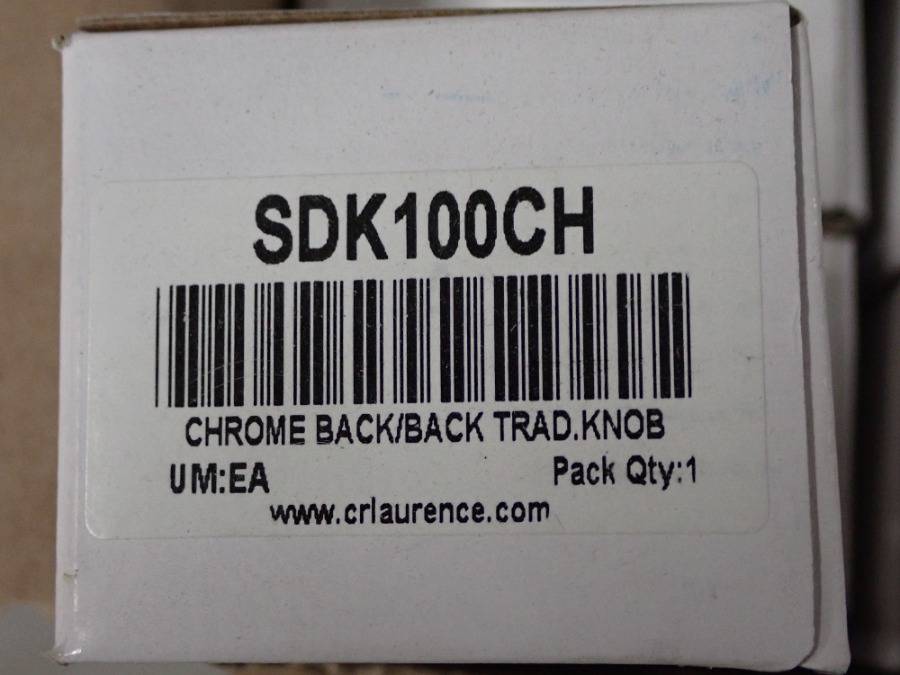 SDK100CH
CHROME BACK/BACK TRAD.KNOB
UM:EA Pack Qty:1
www.crlaurence.com